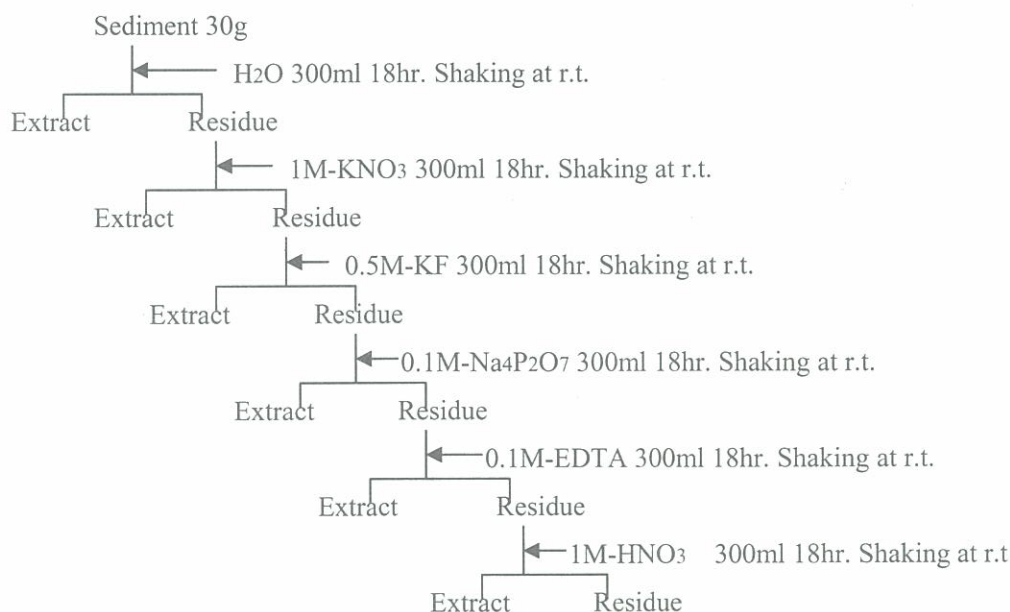 Sediment 30g
H2O 300ml 18hr. Shaking at r.t.
Extract Residue
1M-KNO3 300ml 18hr. Shaking at r.t.
Extract Residue
0.5M-KF 300ml 18hr. Shaking at r.t.
Extract Residue
0.1M-Na4P2O7 300ml 18hr. Shaking at r.t.
Extract Residue
0.1M-EDTA 300ml 18hr. Shaking at r.t.
Extract Residue
1M-HNO3 300ml 18hr. Shaking at r.t
Extract Residue